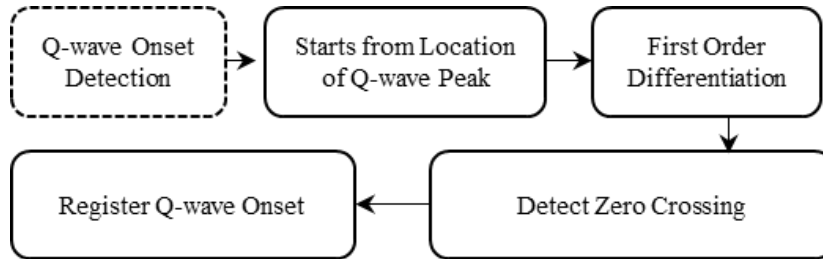 Q-wave Onset
Detection
Starts from Location
of Q-wave Peak
First Order
Differentiation
Register Q-wave Onset
Detect Zero Crossing